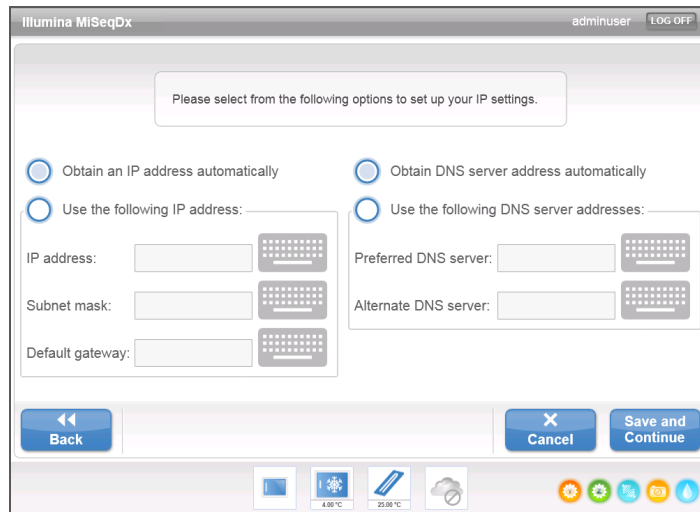 Illumina MiSeqDx
adminuser
LOG OFF
Please select from the following options to set up your IP settings.
Obtain an IP address automatically
Use the following IP address:
IP address:
Subnet mask:
Default gateway:
Obtain DNS server address automatically
Use the following DNS server addresses:
Preferred DNS server:
Alternate DNS server:
Back
Cancel
Save and
Continue
4.00 °C
25.00 °C